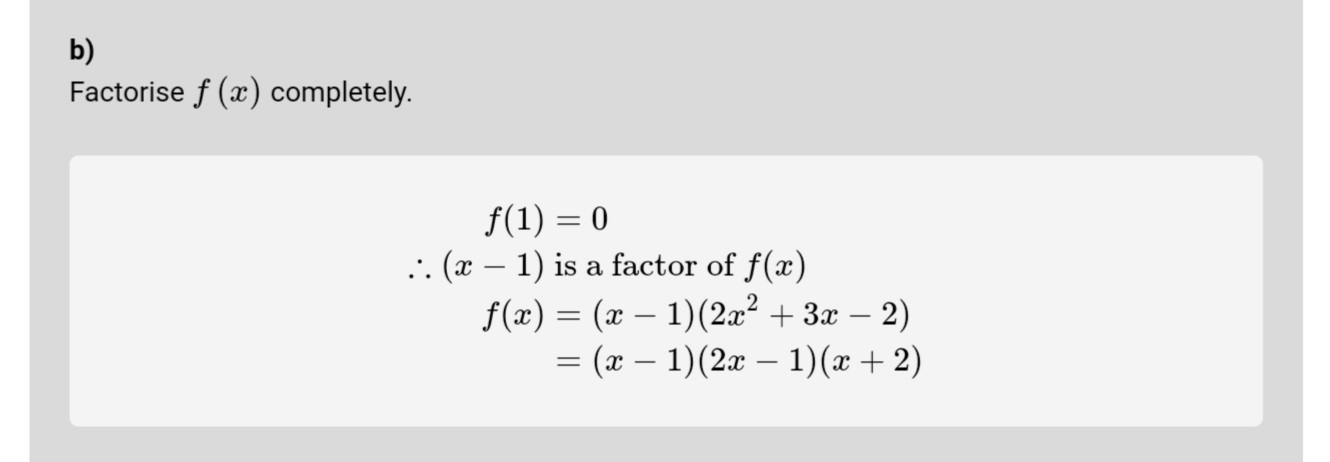 b)
Factorise f (x) completely.
f(1) = 0
∴ (x − 1) is a factor of f(x)
f(x) = (x − 1)(2x² + 3x − 2)
= (x − 1)(2x − 1)(x + 2)